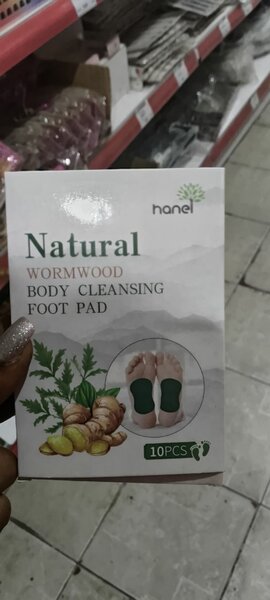 hanel
Natural
WORMWOOD
BODY CLEANSING
FOOT PAD
10PCS